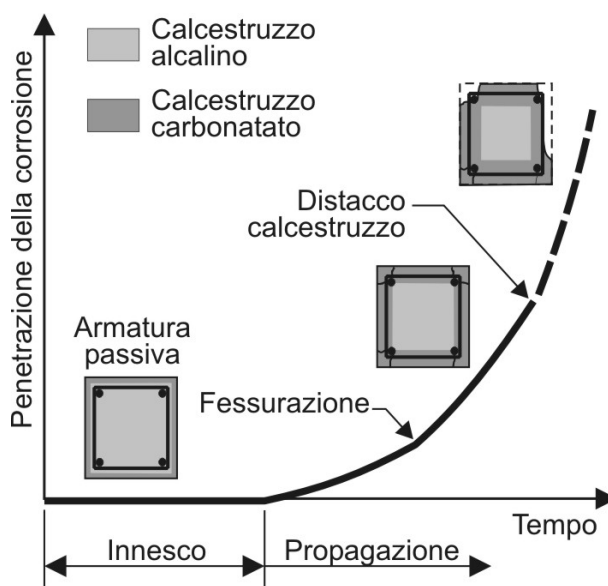 Calcestruzzo
alcalino
Calcestruzzo
carbonatato
Penetrazione della corrosione
Distacco
calcestruzzo
Armatura
passiva
Fessurazione
Tempo
Innesco
Propagazione